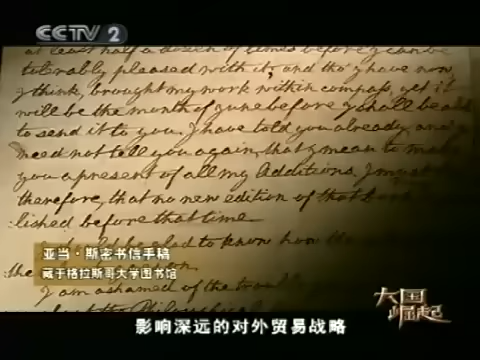 CCTV 2
at least half a dozen of times before I can be
tolerably pleased with it; and tho' I have now,
I think, brought my work within compass, yet it
will be the month of june before I shall be able
to send it to you. I have told you already, and I
need not tell you again, that I mean to make
you a present of all my Additions. I must
therefore, that no new edition of that book
lished before that time.
be glad to know how the
the
I am ashamed of the trouble
亚当·斯密书信手稿
藏于格拉斯哥大学图书馆
大国崛起
影响深远的对外贸易战略